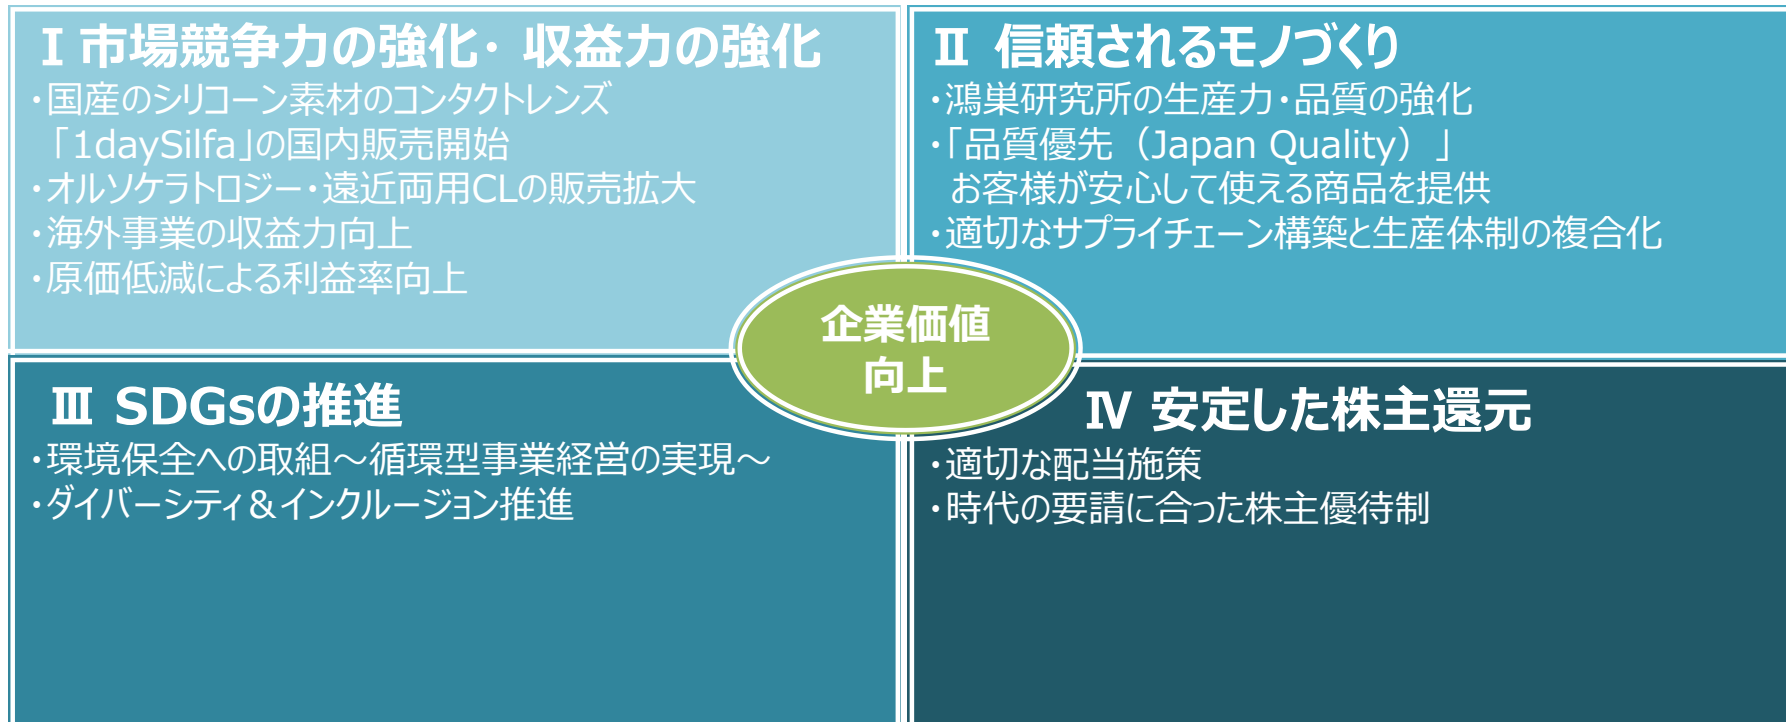 Ⅰ 市場競争力の強化・ 収益力の強化
・国産のシリコーン素材のコンタクトレンズ
「1daySilfa」の国内販売開始
・オルソケラトロジー・遠近両用CLの販売拡大
・海外事業の収益力向上
・原価低減による利益率向上
Ⅱ 信頼されるモノづくり
・鴻巣研究所の生産力・品質の強化
・「品質優先（Japan Quality）」
お客様が安心して使える商品を提供
・適切なサプライチェーン構築と生産体制の複合化
企業価値
向上
Ⅲ SDGsの推進
・環境保全への取組～循環型事業経営の実現～
・ダイバーシティ＆インクルージョン推進
Ⅳ 安定した株主還元
・適切な配当施策
・時代の要請に合った株主優待制